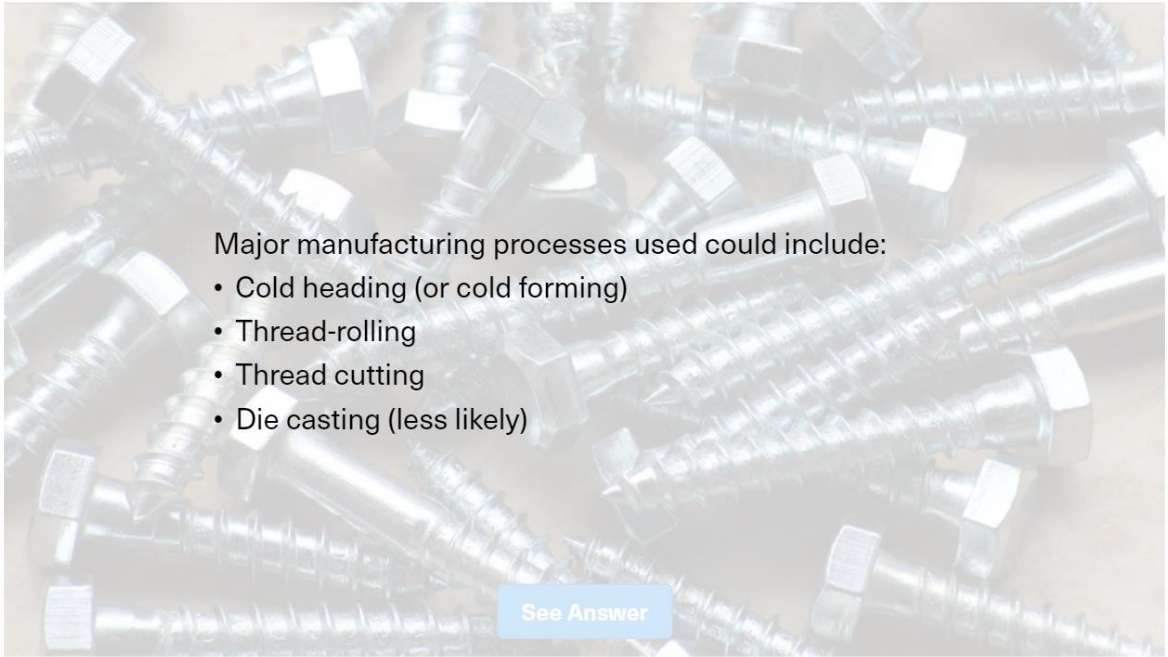 Major manufacturing processes used could include:
• Cold heading (or cold forming)
• Thread-rolling
• Thread cutting
• Die casting (less likely)
See Answer